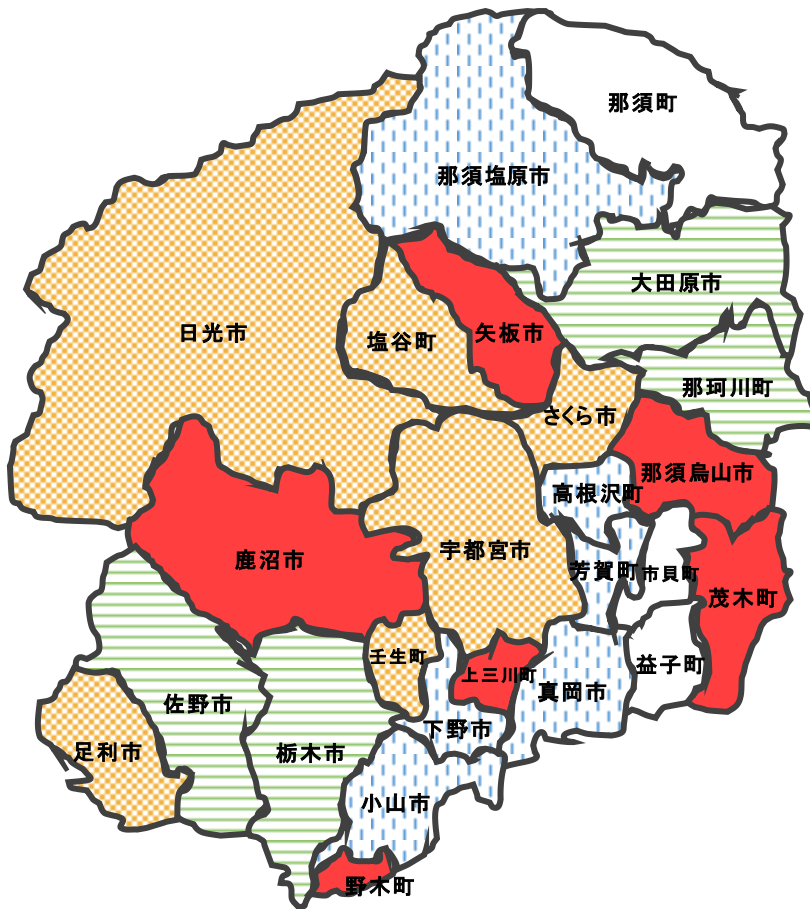 那須町
那須塩原市
大田原市
日光市
塩谷町
矢板市
那珂川町
さくら市
那須烏山市
高根沢町
宇都宮市
鹿沼市
芳賀町
市貝町
茂木町
壬生町
上三川町
益子町
真岡市
佐野市
下野市
足利市
栃木市
小山市
野木町